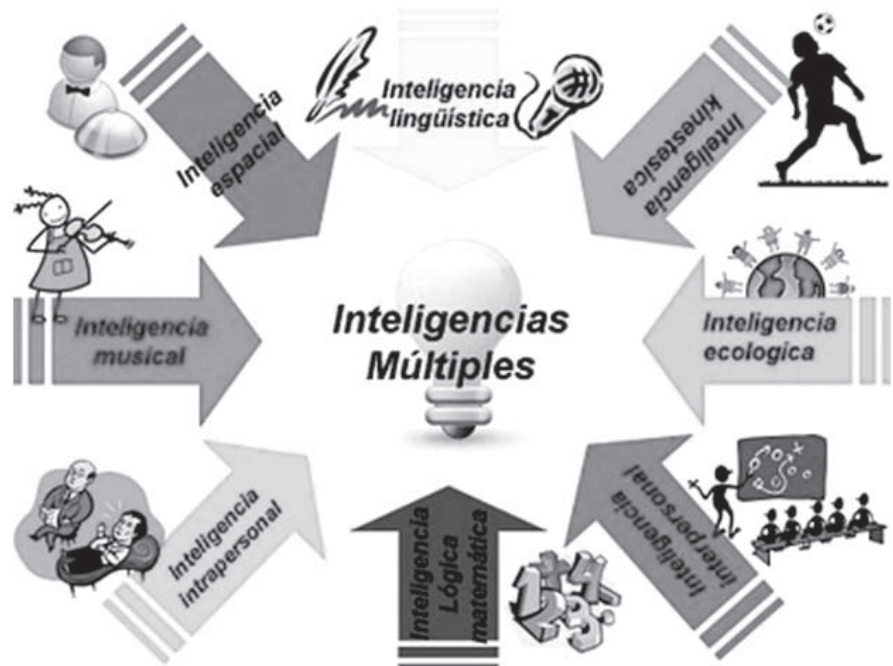 Inteligencia
lingüística
Inteligencia
espacial
Inteligencia
kinestesica
Inteligencia
musical
Inteligencias
Múltiples
Inteligencia
ecologica
Inteligencia
intrapersonal
Inteligencia
Lógica
matemática
Inteligencia
interpersonal